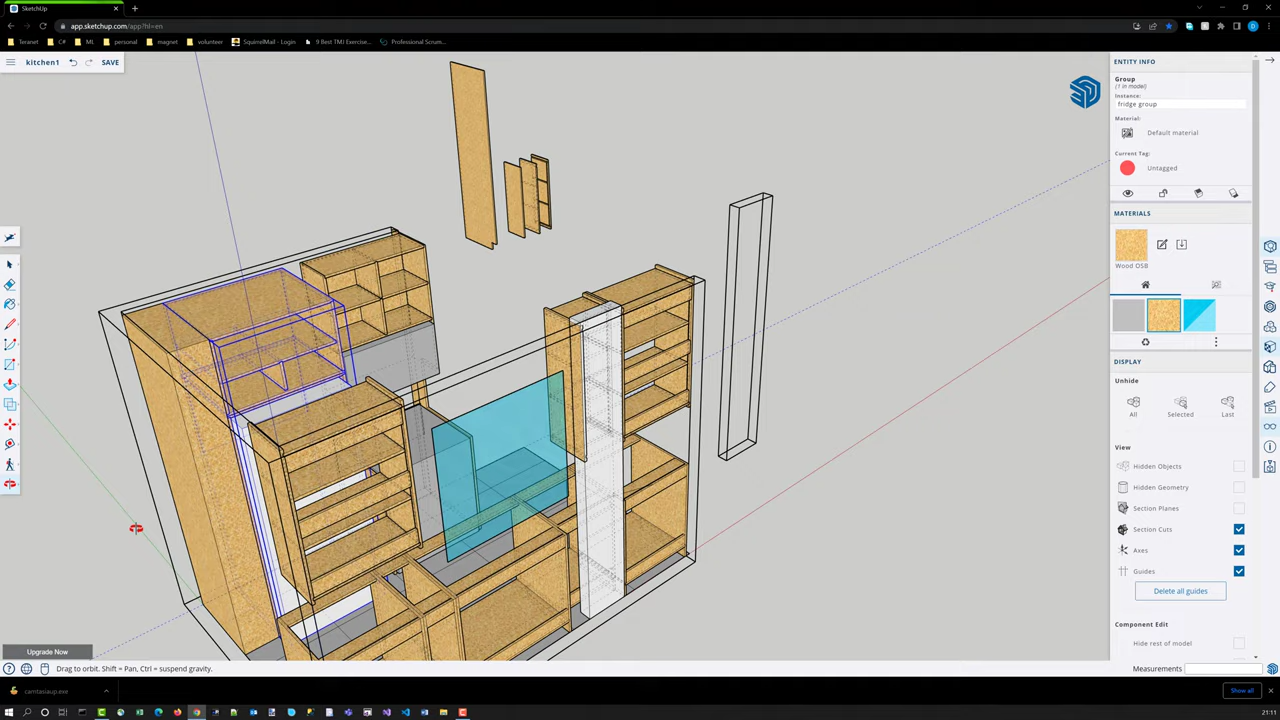 SketchUp
app.sketchup.com/app?hl=en
Teranet
C#
ML
personal
magnet
volunteer
SquirrelMail - Login
9 Best TMJ Exercise...
Professional Scrum...
kitchen1
SAVE
ENTITY INFO
Group
(1 in model)
Instance:
fridge group
Material:
Default material
Current Tag:
Untagged
MATERIALS
Wood OSB
DISPLAY
Unhide
All
Selected
Last
View
Hidden Objects
Hidden Geometry
Section Planes
Section Cuts
Axes
Guides
Delete all guides
Component Edit
Hide rest of model
Upgrade Now
Drag to orbit. Shift = Pan, Ctrl = suspend gravity.
Measurements
camtasiaup.exe
Show all
21:11